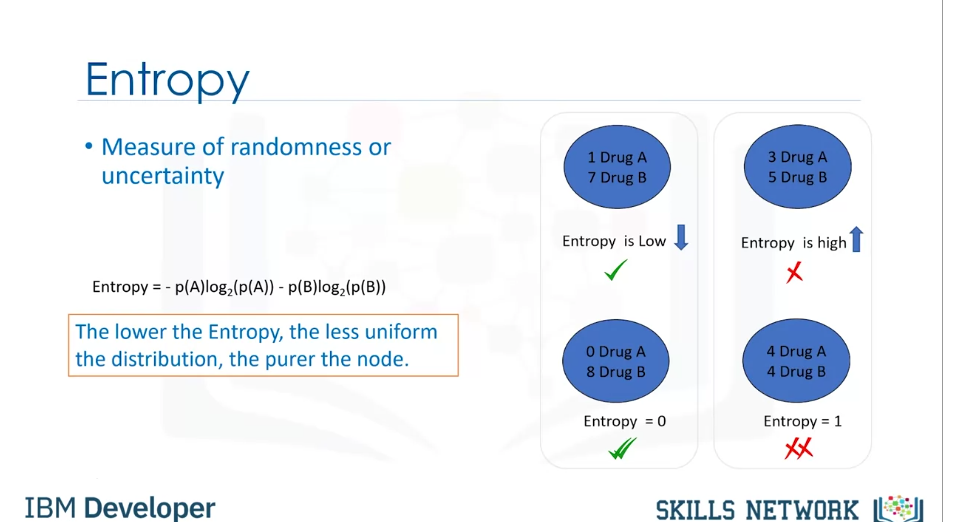 Entropy
• Measure of randomness or
uncertainty
Entropy = - p(A)log₂(p(A)) - p(B)log₂(p(B))
The lower the Entropy, the less uniform
the distribution, the purer the node.
1 Drug A
7 Drug B
Entropy is Low
0 Drug A
8 Drug B
Entropy = 0
3 Drug A
5 Drug B
Entropy is high
4 Drug A
4 Drug B
Entropy = 1
IBM Developer
SKILLS NETWORK